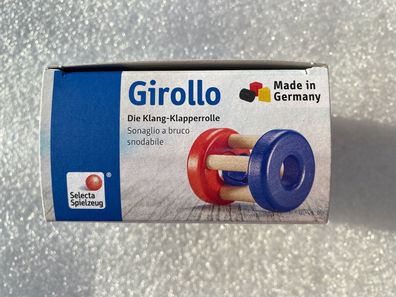 Girollo
Die Klang-Klapperrolle
Sonaglio a bruco
snodabile
Made in
Germany
Selecta
Spielzeug
®